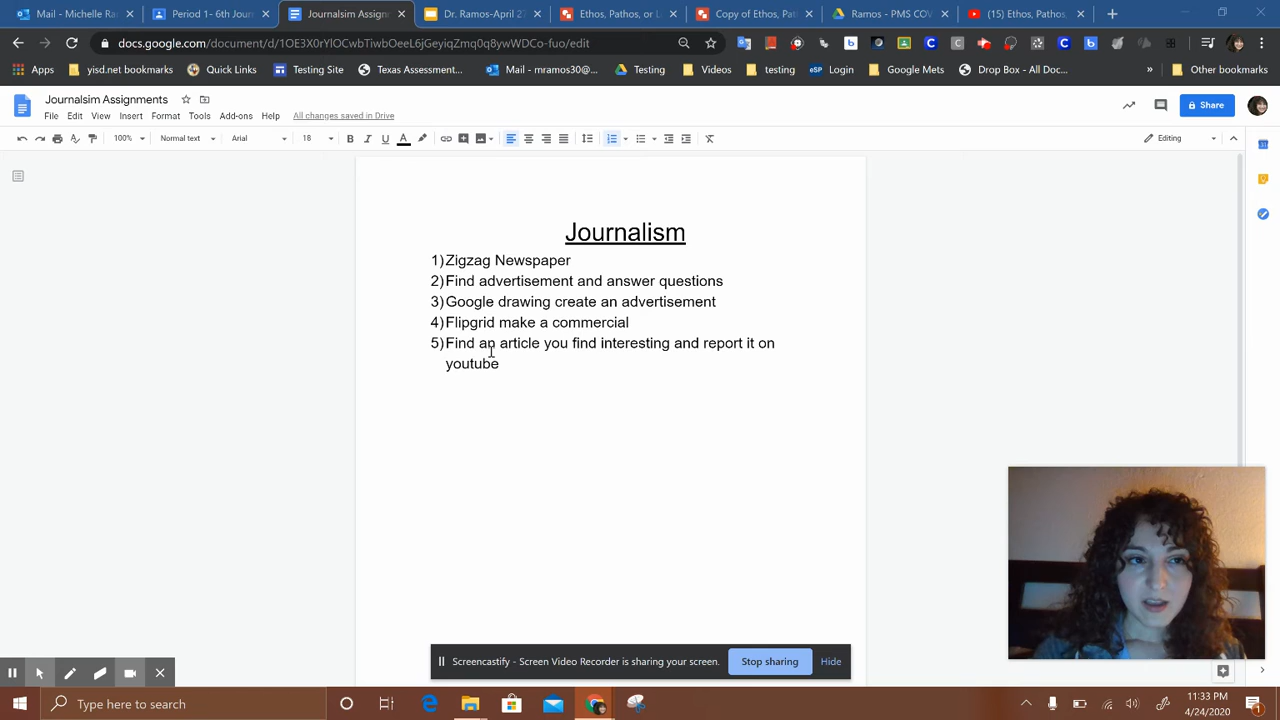 Mail - Michelle Ra
Period 1- 6th Journ
Journalsim Assignm
Dr. Ramos-April 27
Ethos, Pathos, or L
Copy of Ethos, Pat
Ramos - PMS COV
(15) Ethos, Pathos,
docs.google.com/document/d/1OE3X0rYlOCwbTiwbOeeL6jGeyiqZmq0q8ywWDCo-fuo/edit
Apps
yisd.net bookmarks
Quick Links
Testing Site
Texas Assessment...
Mail - mramos30@...
Testing
Videos
testing
eSP Login
Google Mets
Drop Box - All Doc...
»
Other bookmarks
Journalsim Assignments
File Edit View Insert Format Tools Add-ons Help All changes saved in Drive
Share
100% Normal text Arial 18 B I U A Editing
Journalism
1) Zigzag Newspaper
2) Find advertisement and answer questions
3) Google drawing create an advertisement
4) Flipgrid make a commercial
5) Find an article you find interesting and report it on
youtube
Screencastify - Screen Video Recorder is sharing your screen. Stop sharing Hide
Type here to search
11:33 PM
4/24/2020